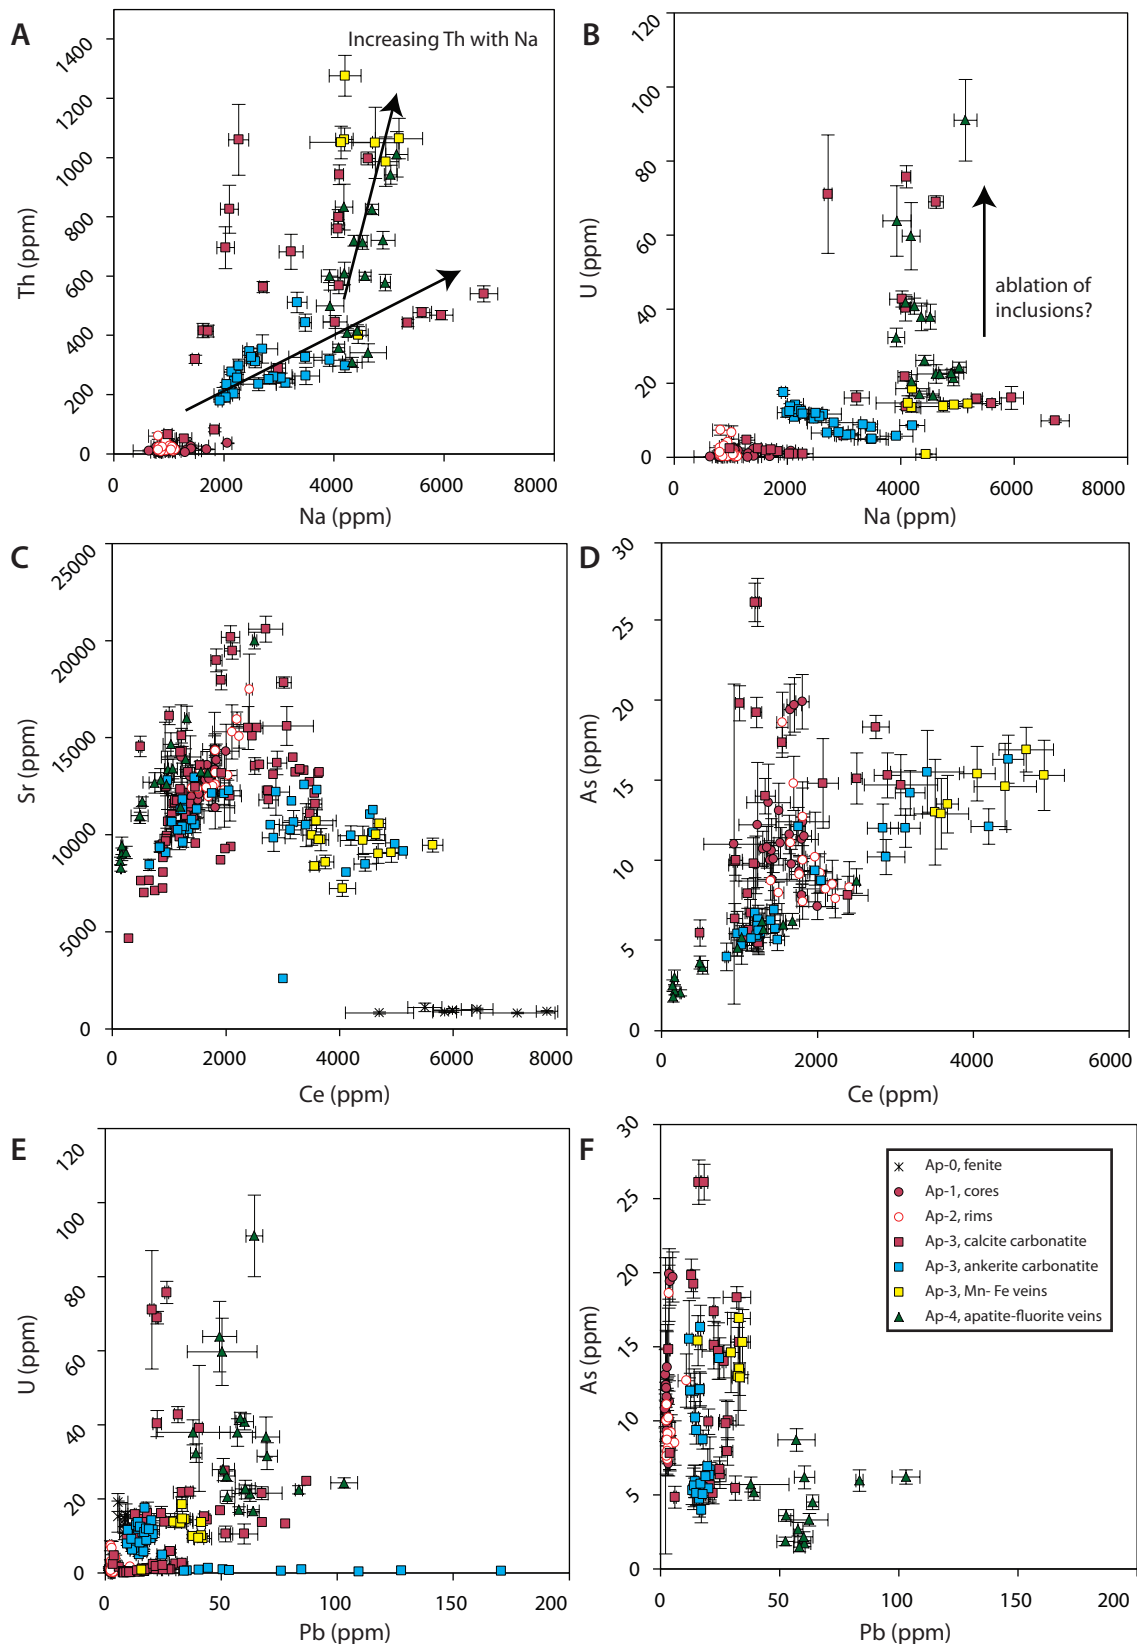 A
Increasing Th with Na
1400
1200
1000
800
600
400
200
0
Th (ppm)
0 2000 4000 6000 8000
Na (ppm)
B
120
100
80
60
40
20
0
U (ppm)
ablation of
inclusions?
0 2000 4000 6000 8000
Na (ppm)
C
25000
20000
15000
10000
5000
0
Sr (ppm)
0 2000 4000 6000 8000
Ce (ppm)
D
30
25
20
15
10
5
0
As (ppm)
0 2000 4000 6000
Ce (ppm)
E
120
100
80
60
40
20
0
U (ppm)
0 50 100 150 200
Pb (ppm)
F
30
25
20
15
10
5
0
As (ppm)
Ap-0, fenite
Ap-1, cores
Ap-2, rims
Ap-3, calcite carbonatite
Ap-3, ankerite carbonatite
Ap-3, Mn- Fe veins
Ap-4, apatite-fluorite veins
0 50 100 150 200
Pb (ppm)